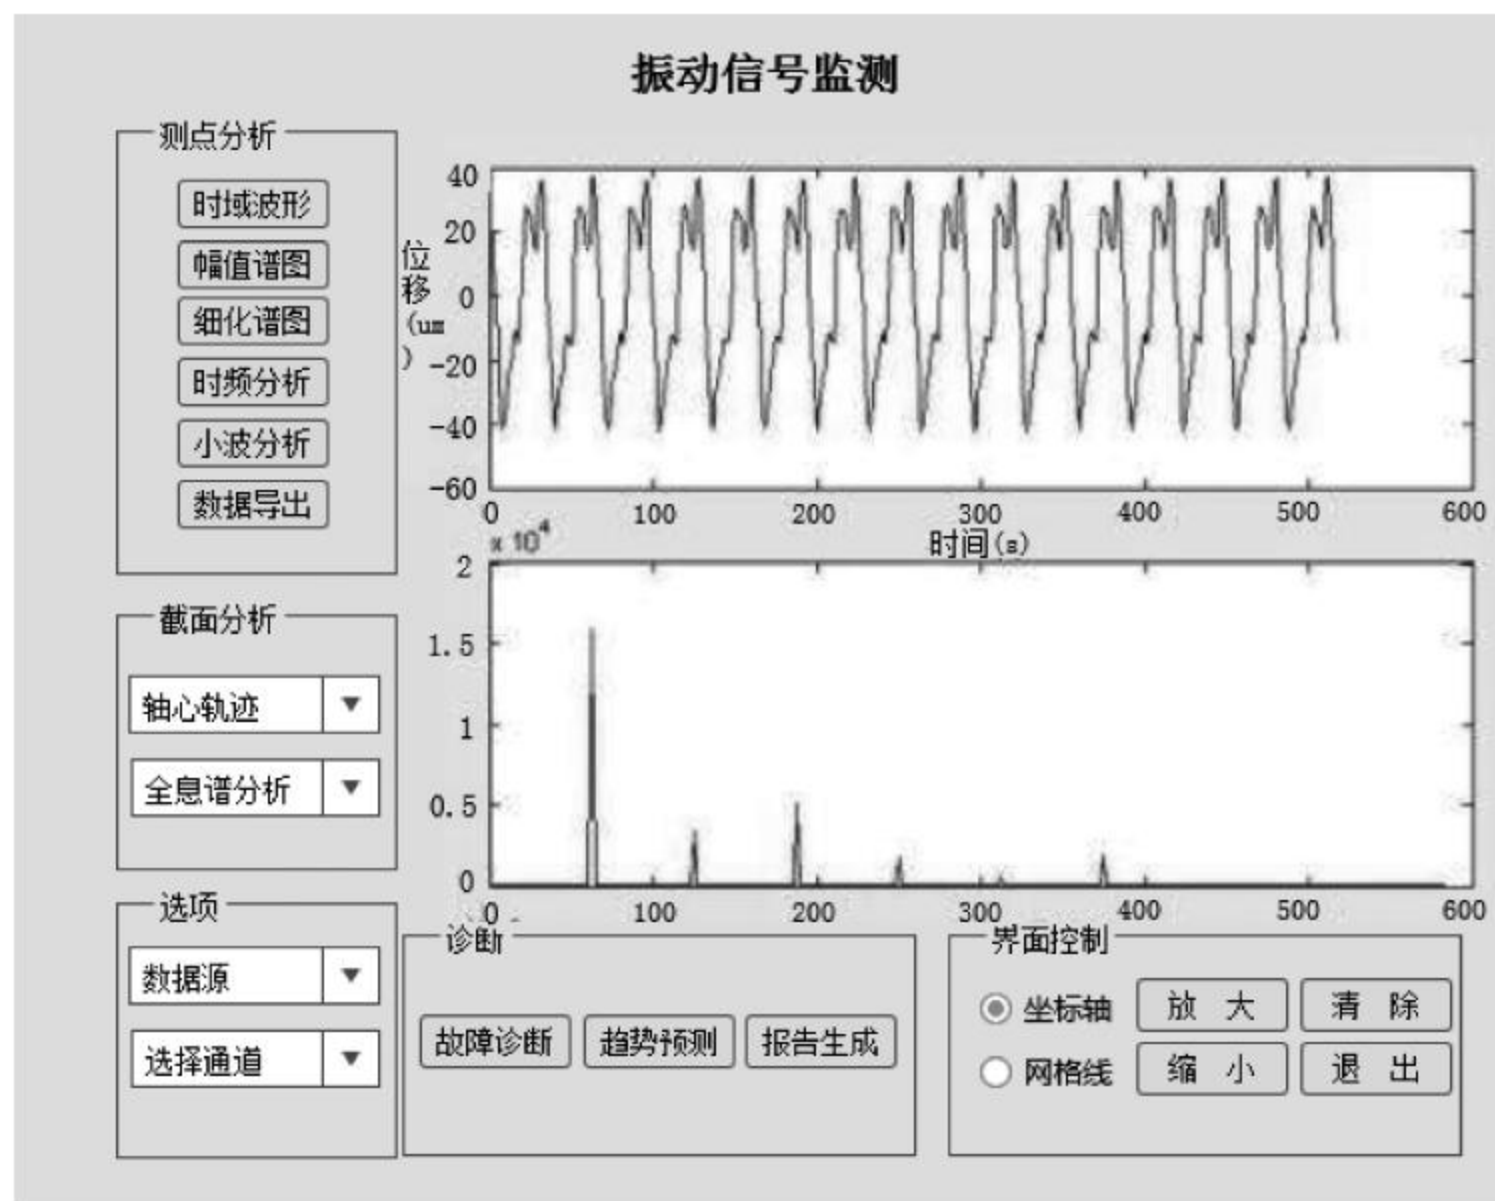 振动信号监测
测点分析
时域波形
幅值谱图
细化谱图
时频分析
小波分析
数据导出
截面分析
轴心轨迹
全息谱分析
选项
数据源
选择通道
位移(um)
40
20
0
-20
-40
-60
0 100 200 300 400 500 600
时间(s)
x 10^4
2
1.5
1
0.5
0
0 100 200 300 400 500 600
诊断
故障诊断 趋势预测 报告生成
界面控制
坐标轴 放 大 清 除
网格线 缩 小 退 出